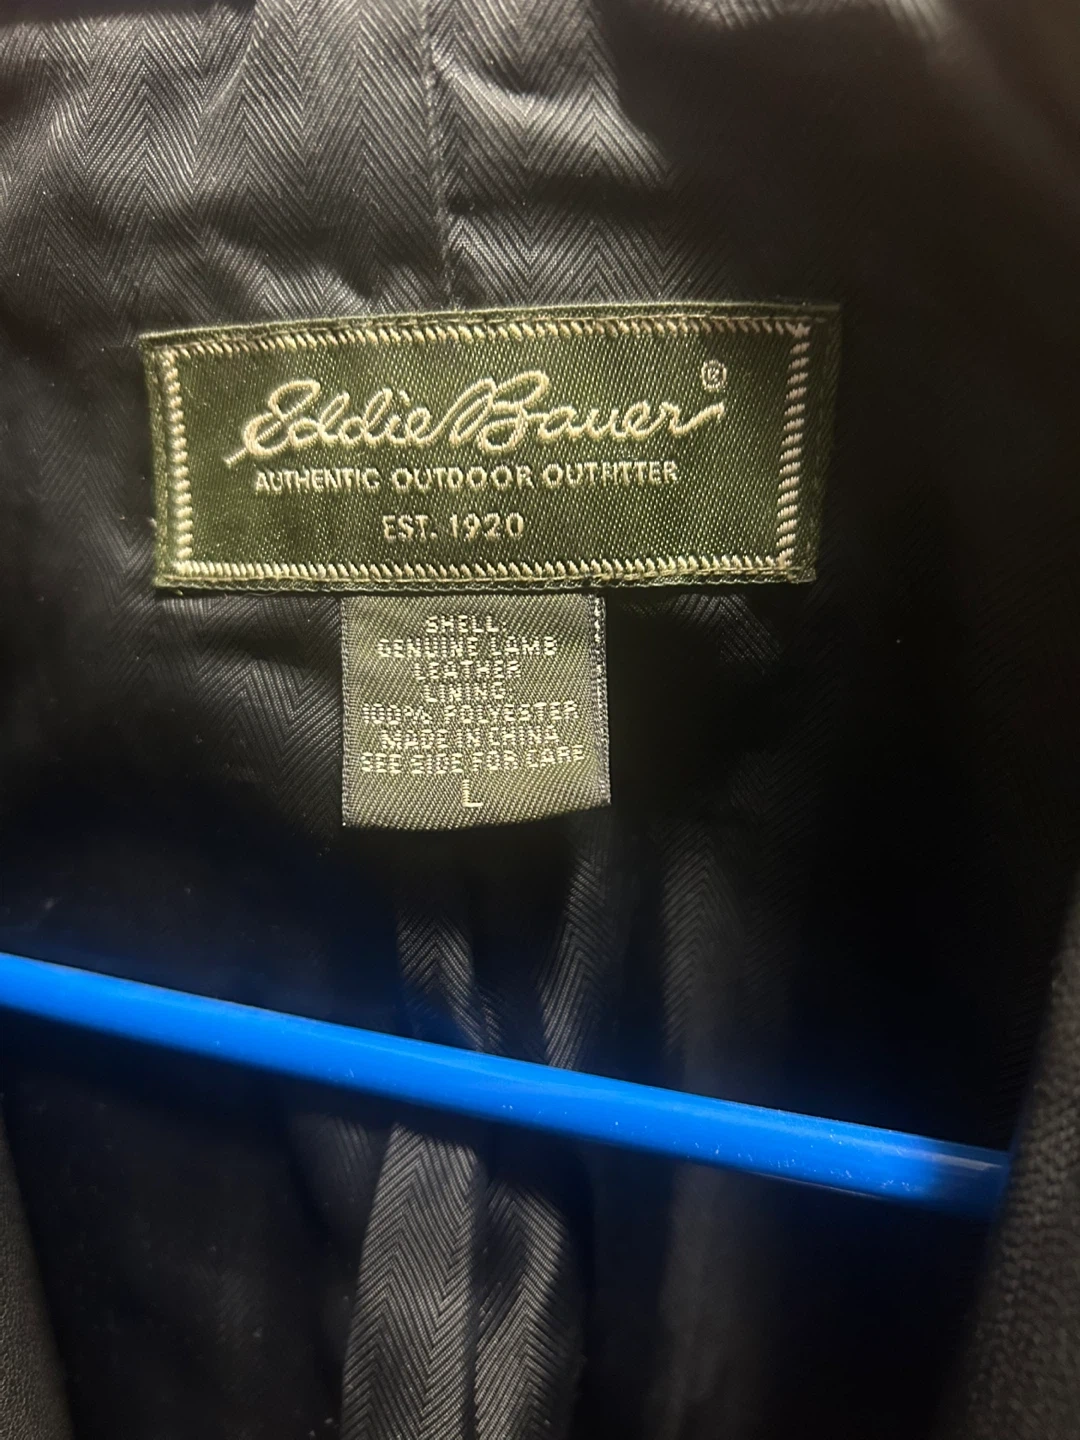 Eddie Bauer®
AUTHENTIC OUTDOOR OUTFITTER
EST. 1920
SHELL
GENUINE LAMB
LEATHER
LINING
100% POLYESTER
MADE IN CHINA
SEE SIDE FOR CARE
L